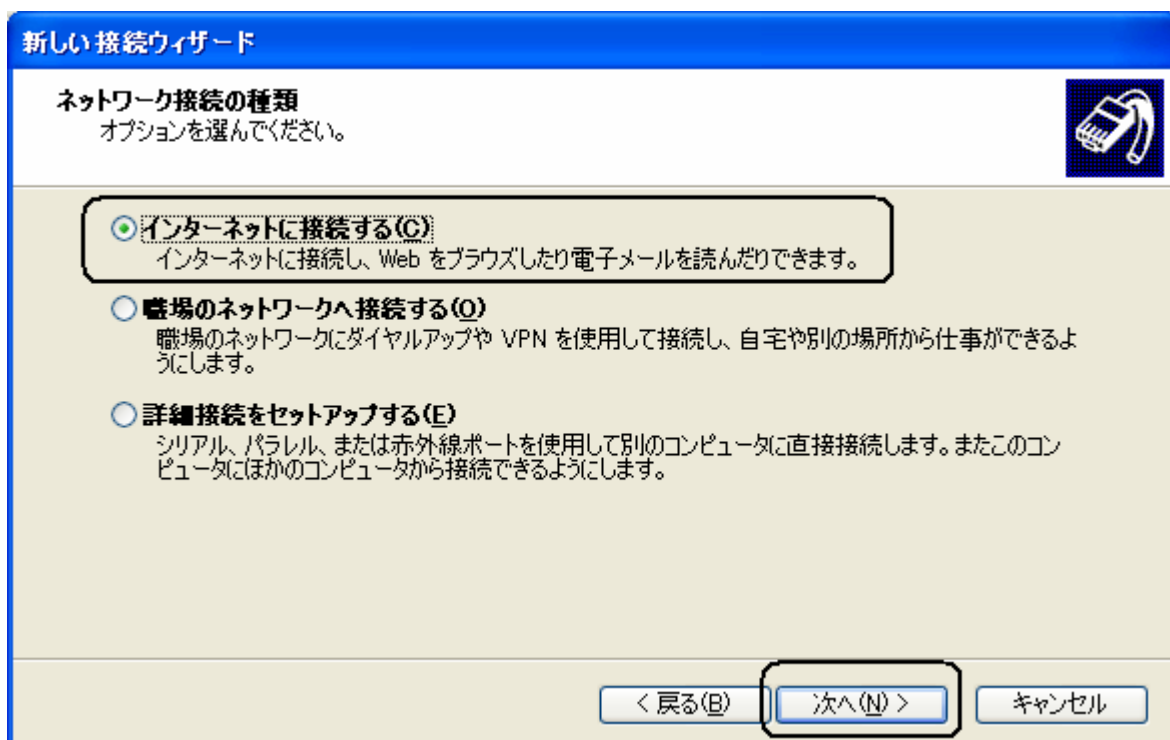 新しい接続ウィザード
ネットワーク接続の種類
オプションを選んでください。
インターネットに接続する(C)
インターネットに接続し、Web をブラウズしたり電子メールを読んだりできます。
職場のネットワークへ接続する(O)
職場のネットワークにダイヤルアップや VPN を使用して接続し、自宅や別の場所から仕事ができるよ
うにします。
詳細接続をセットアップする(E)
シリアル、パラレル、または赤外線ポートを使用して別のコンピュータに直接接続します。またこのコン
ピュータにほかのコンピュータから接続できるようにします。
< 戻る(B) 次へ(N) > キャンセル